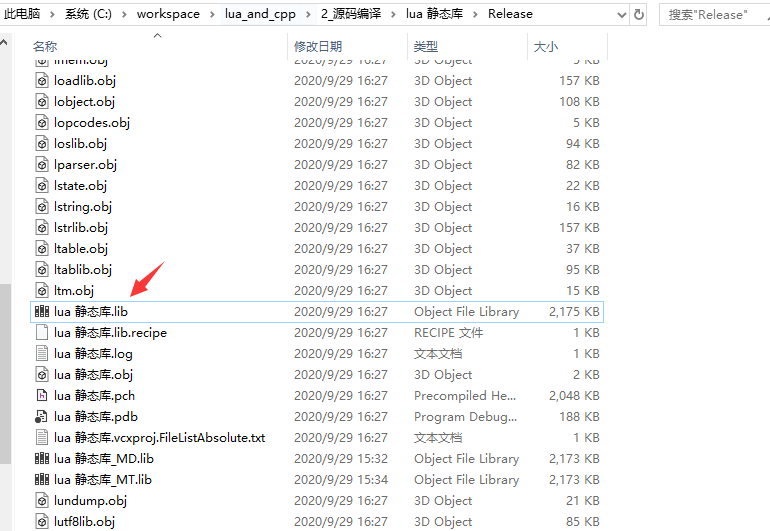 此电脑 > 系统 (C:) > workspace > lua_and_cpp > 2_源码编译 > lua 静态库 > Release 搜索"Release"
名称 修改日期 类型 大小
lmem.obj 2020/9/29 16:27 3D Object 5 KB
loadlib.obj 2020/9/29 16:27 3D Object 157 KB
lobject.obj 2020/9/29 16:27 3D Object 108 KB
lopcodes.obj 2020/9/29 16:27 3D Object 5 KB
loslib.obj 2020/9/29 16:27 3D Object 94 KB
lparser.obj 2020/9/29 16:27 3D Object 82 KB
lstate.obj 2020/9/29 16:27 3D Object 22 KB
lstring.obj 2020/9/29 16:27 3D Object 16 KB
lstrlib.obj 2020/9/29 16:27 3D Object 157 KB
ltable.obj 2020/9/29 16:27 3D Object 37 KB
ltablib.obj 2020/9/29 16:27 3D Object 95 KB
ltm.obj 2020/9/29 16:27 3D Object 15 KB
lua 静态库.lib 2020/9/29 16:27 Object File Library 2,175 KB
lua 静态库.lib.recipe 2020/9/29 16:27 RECIPE 文件 1 KB
lua 静态库.log 2020/9/29 16:27 文本文档 1 KB
lua 静态库.obj 2020/9/29 16:27 3D Object 2 KB
lua 静态库.pch 2020/9/29 16:27 Precompiled He... 2,048 KB
lua 静态库.pdb 2020/9/29 16:27 Program Debug... 188 KB
lua 静态库.vcxproj.FileListAbsolute.txt 2020/9/29 16:27 文本文档 1 KB
lua 静态库_MD.lib 2020/9/29 15:32 Object File Library 2,173 KB
lua 静态库_MT.lib 2020/9/29 15:34 Object File Library 2,173 KB
lundump.obj 2020/9/29 16:27 3D Object 21 KB
lutf8lib.obj 2020/9/29 16:27 3D Object 85 KB